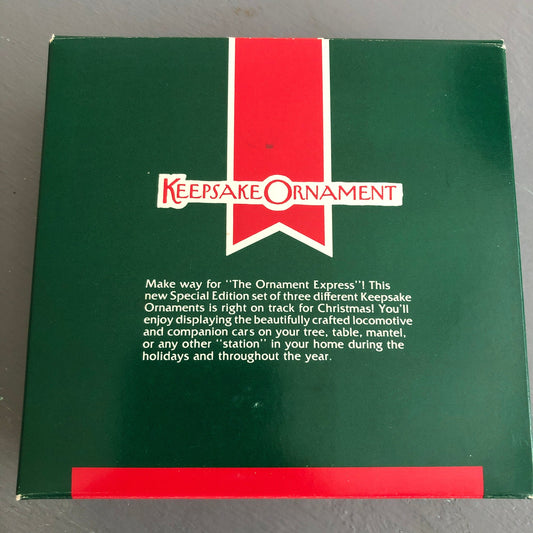 KEEPSAKE ORNAMENT
Make way for "The Ornament Express"! This
new Special Edition set of three different Keepsake
Ornaments is right on track for Christmas! You'll
enjoy displaying the beautifully crafted locomotive
and companion cars on your tree, table, mantel,
or any other "station" in your home during the
holidays and throughout the year.